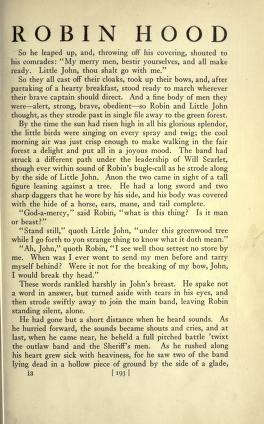 ROBIN HOOD
So he leaped up, and, throwing off his covering, shouted to
his comrades: "My merry men, bestir yourselves, and all make
ready. Little John, thou shalt go with me."
So they all cast off their cloaks, took up their bows, and, after
partaking of a hearty breakfast, stood ready to march wherever
their brave captain should direct. And a fine body of men they
were—alert, strong, brave, obedient—so Robin and Little John
thought, as they strode past in single file away to the green forest.
By the time the sun had risen high in all his glorious splendor,
the little birds were singing on every spray and twig; the cool
morning air was just crisp enough to make walking in the fair
forest a delight and put all in a joyous mood. The band had
struck a different path under the leadership of Will Scarlet,
though ever within sound of Robin's bugle-call as he strode along
by the side of Little John. Anon the two came in sight of a tall
figure leaning against a tree. He had a long sword and two
sharp daggers that he wore by his side, and his body was covered
with the hide of a horse, ears, mane, and tail complete.
"God-a-mercy," said Robin, "what is this thing? Is it man
or beast?"
"Stand still," quoth Little John, "under this greenwood tree
while I go forth to yon strange thing to know what it doth mean."
"Ah, John," quoth Robin, "I see well thou settest no store by
me. When was I ever wont to send my men before and tarry
myself behind? Were it not for the breaking of my bow, John,
I would break thy head."
These words rankled harshly in John's breast. He spake not
a word in answer, but turned aside with tears in his eyes, and
then strode swiftly away to join the main band, leaving Robin
standing silent, alone.
He had gone but a short distance when he heard sounds. As
he hurried forward, the sounds became shouts and cries, and at
last, when he came near, he beheld a full pitched battle 'twixt
the outlaw band and the Sheriff's men. As he rushed along
his heart grew sick with heaviness, for he saw two of the band
lying dead in a hollow piece of ground by the side of a glade,
18 [195]